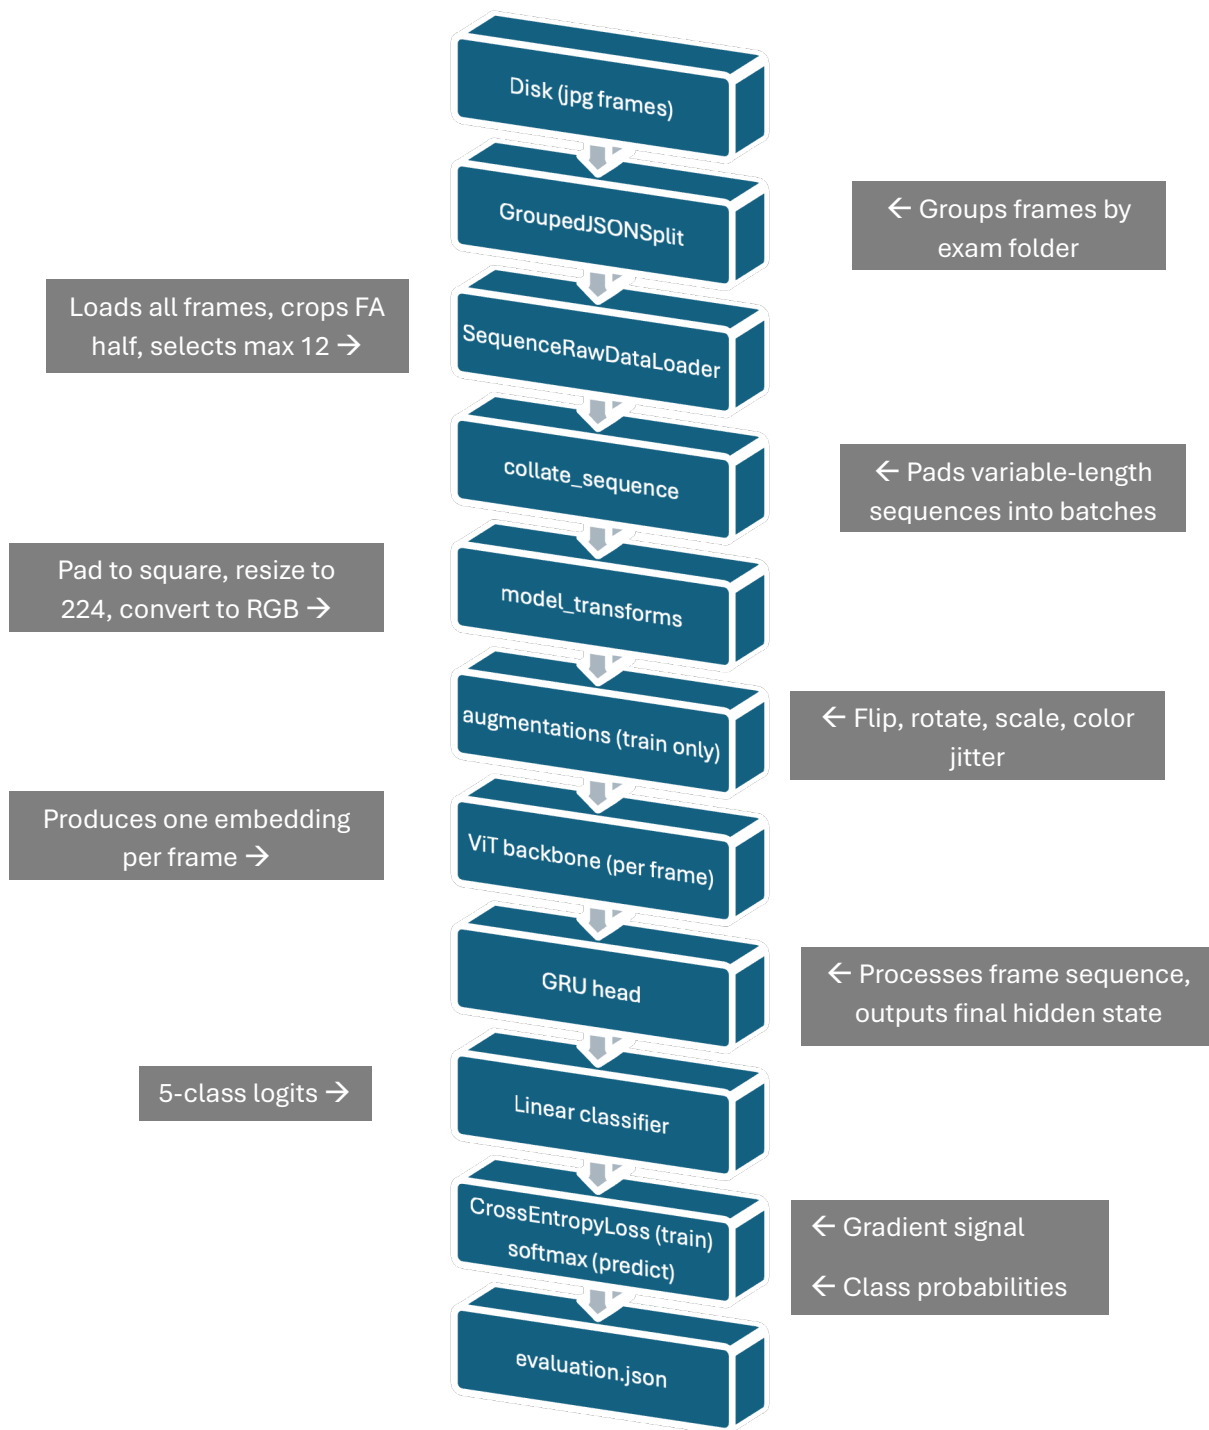 Disk (jpg frames)
GroupedJSONSplit
← Groups frames by
exam folder
Loads all frames, crops FA
half, selects max 12 →
SequenceRawDataLoader
collate_sequence
← Pads variable-length
sequences into batches
Pad to square, resize to
224, convert to RGB →
model_transforms
augmentations (train only)
← Flip, rotate, scale, color
jitter
Produces one embedding
per frame →
ViT backbone (per frame)
GRU head
← Processes frame sequence,
outputs final hidden state
5-class logits →
Linear classifier
CrossEntropyLoss (train)
softmax (predict)
← Gradient signal
← Class probabilities
evaluation.json